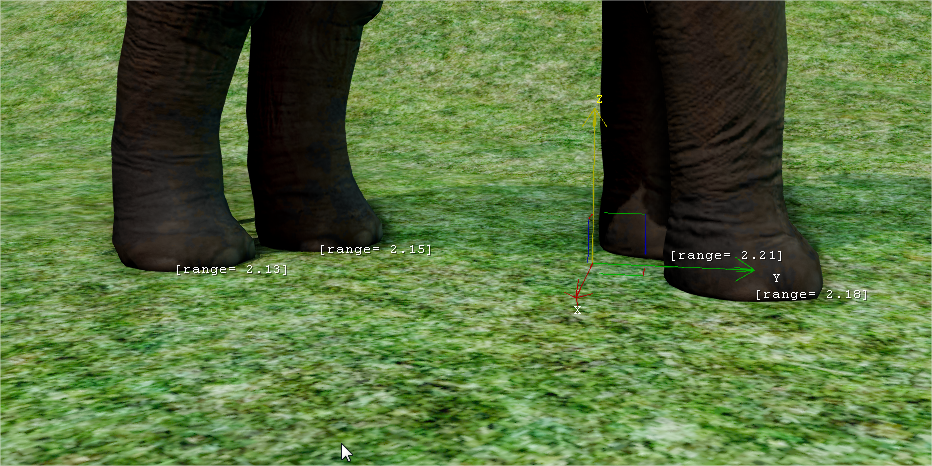 Z
[range= 2.15]
[range= 2.21]
[range= 2.13]
Y
[range= 2.18]
X